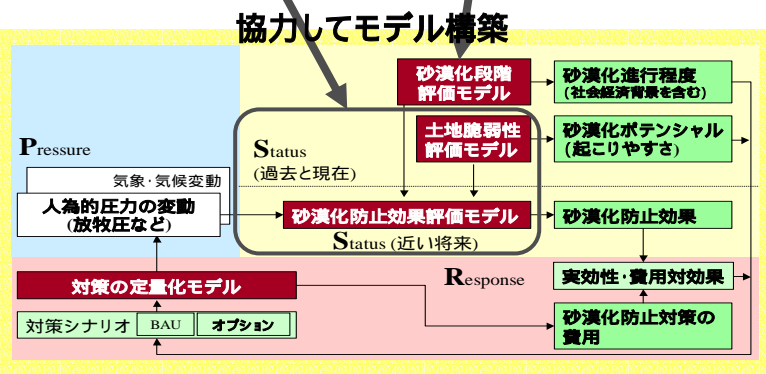 協力してモデル構築
砂漠化段階
評価モデル
砂漠化進行程度
(社会経済背景を含む)
土地脆弱性
評価モデル
砂漠化ポテンシャル
(起こりやすさ)
Pressure
Status
(過去と現在)
気象・気候変動
人為的圧力の変動
(放牧圧など)
砂漠化防止効果評価モデル
砂漠化防止効果
Status (近い将来)
Response
実効性・費用対効果
対策の定量化モデル
砂漠化防止対策の
費用
対策シナリオ BAU オプション